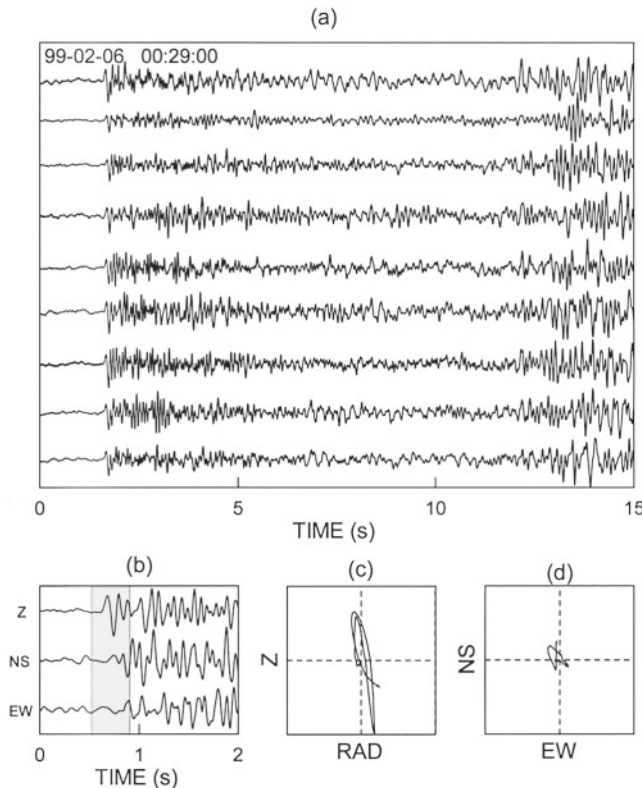 (a)
99-02-06 00:29:00
0 5 10 15
TIME (s)
(b) (c) (d)
Z
NS
EW
0 1 2
TIME (s)
Z
RAD
NS
EW